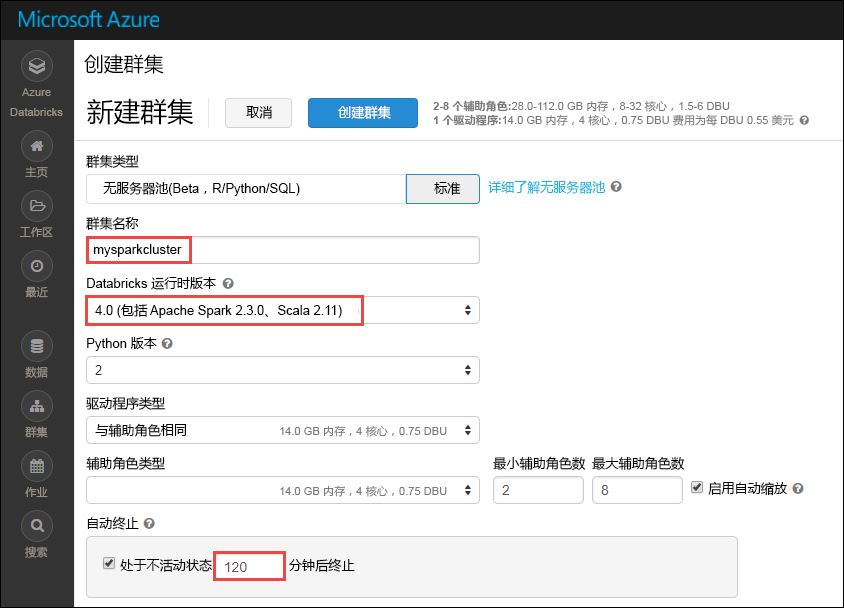 Microsoft Azure
Azure
Databricks
主页
工作区
最近
数据
群集
作业
搜索
创建群集
新建群集
取消
创建群集
2-8 个辅助角色:28.0-112.0 GB 内存，8-32 核心，1.5-6 DBU
1 个驱动程序:14.0 GB 内存，4 核心，0.75 DBU 费用为每 DBU 0.55 美元 ?
群集类型
无服务器池(Beta，R/Python/SQL) 标准 详细了解无服务器池 ?
群集名称
mysparkcluster
Databricks 运行时版本 ?
4.0 (包括 Apache Spark 2.3.0、Scala 2.11)
Python 版本 ?
2
驱动程序类型
与辅助角色相同 14.0 GB 内存，4 核心，0.75 DBU
辅助角色类型 最小辅助角色数 最大辅助角色数
14.0 GB 内存，4 核心，0.75 DBU 2 8 启用自动缩放 ?
自动终止 ?
处于不活动状态 120 分钟后终止